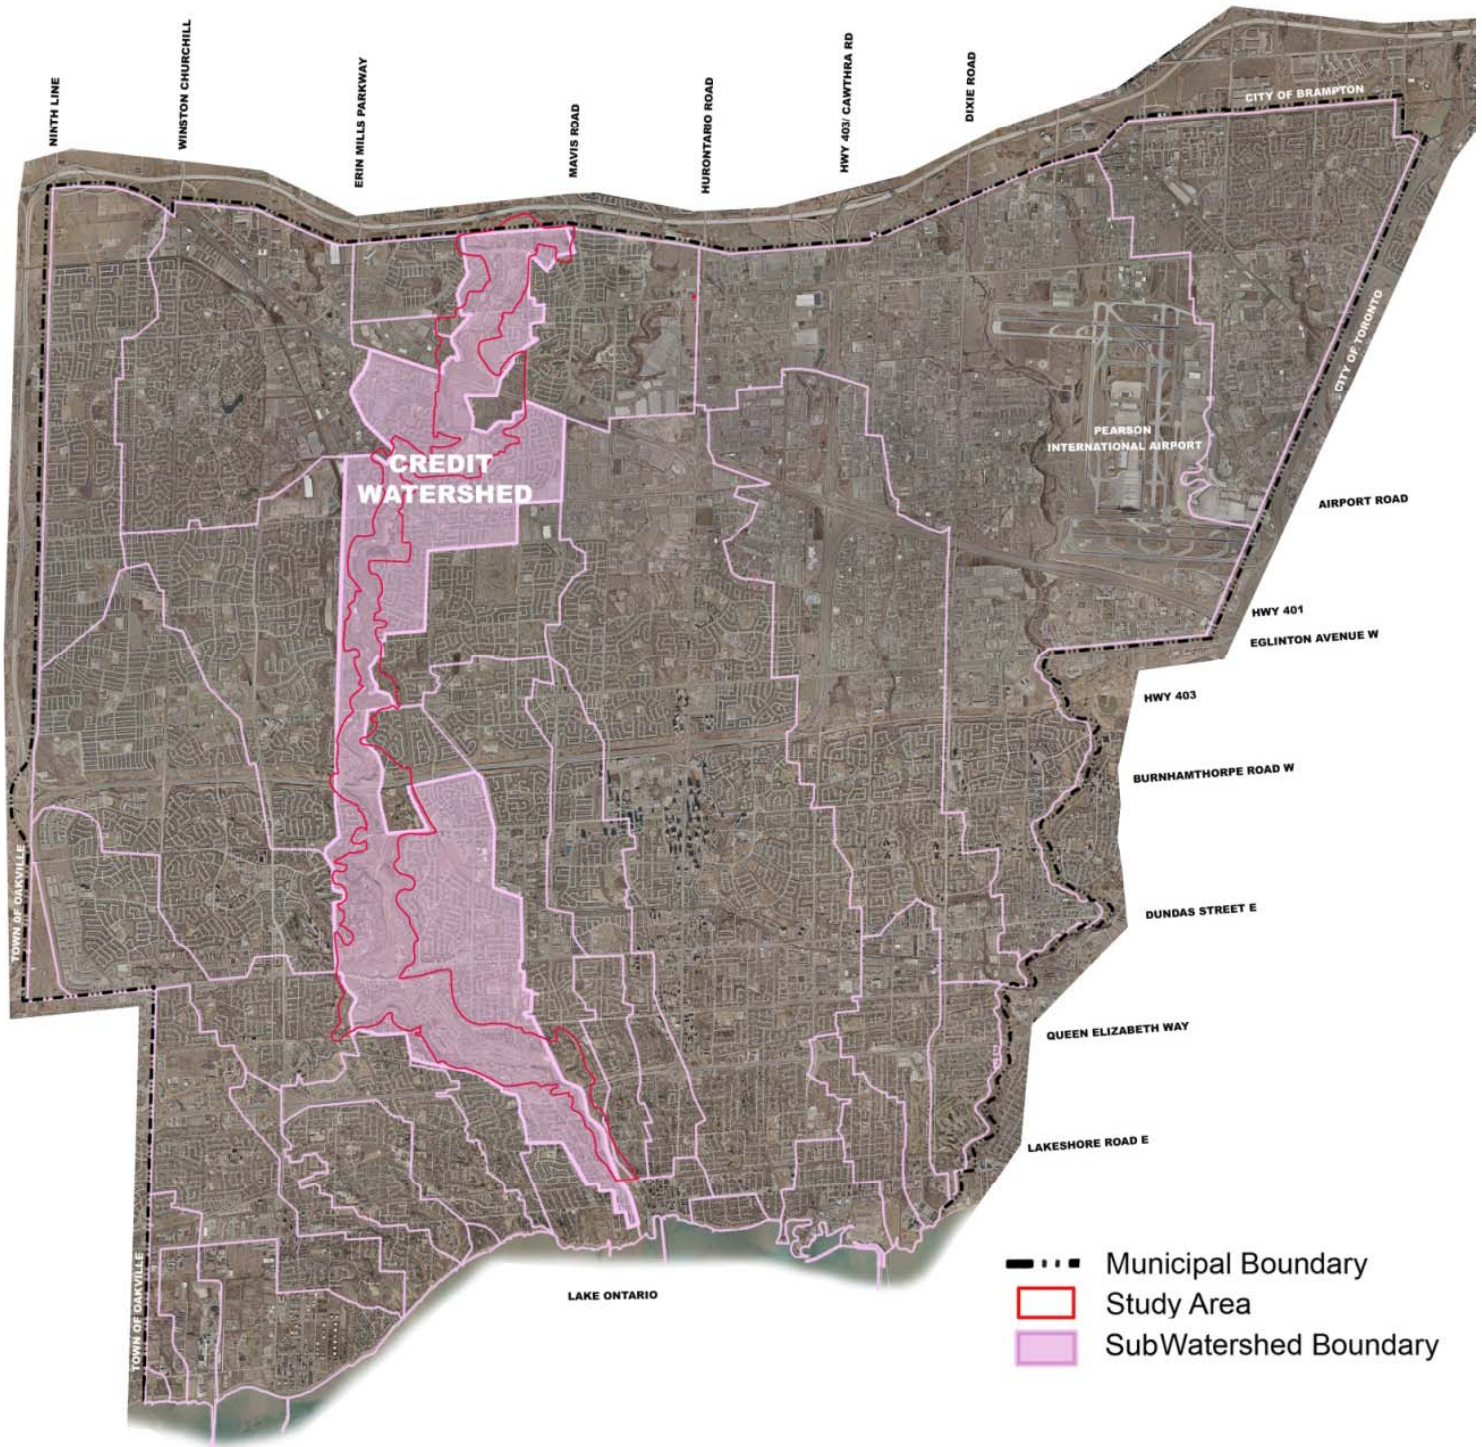 NINTH LINE
WINSTON CHURCHILL
ERIN MILLS PARKWAY
MAVIS ROAD
HURONTARIO ROAD
HWY 403/ CAWTHRA RD
DIXIE ROAD
CITY OF BRAMPTON
CITY OF TORONTO
PEARSON
INTERNATIONAL AIRPORT
CREDIT
WATERSHED
AIRPORT ROAD
HWY 401
EGLINTON AVENUE W
HWY 403
BURNHAMTHORPE ROAD W
TOWN OF OAKVILLE
DUNDAS STREET E
QUEEN ELIZABETH WAY
LAKESHORE ROAD E
TOWN OF OAKVILLE
LAKE ONTARIO
Municipal Boundary
Study Area
SubWatershed Boundary